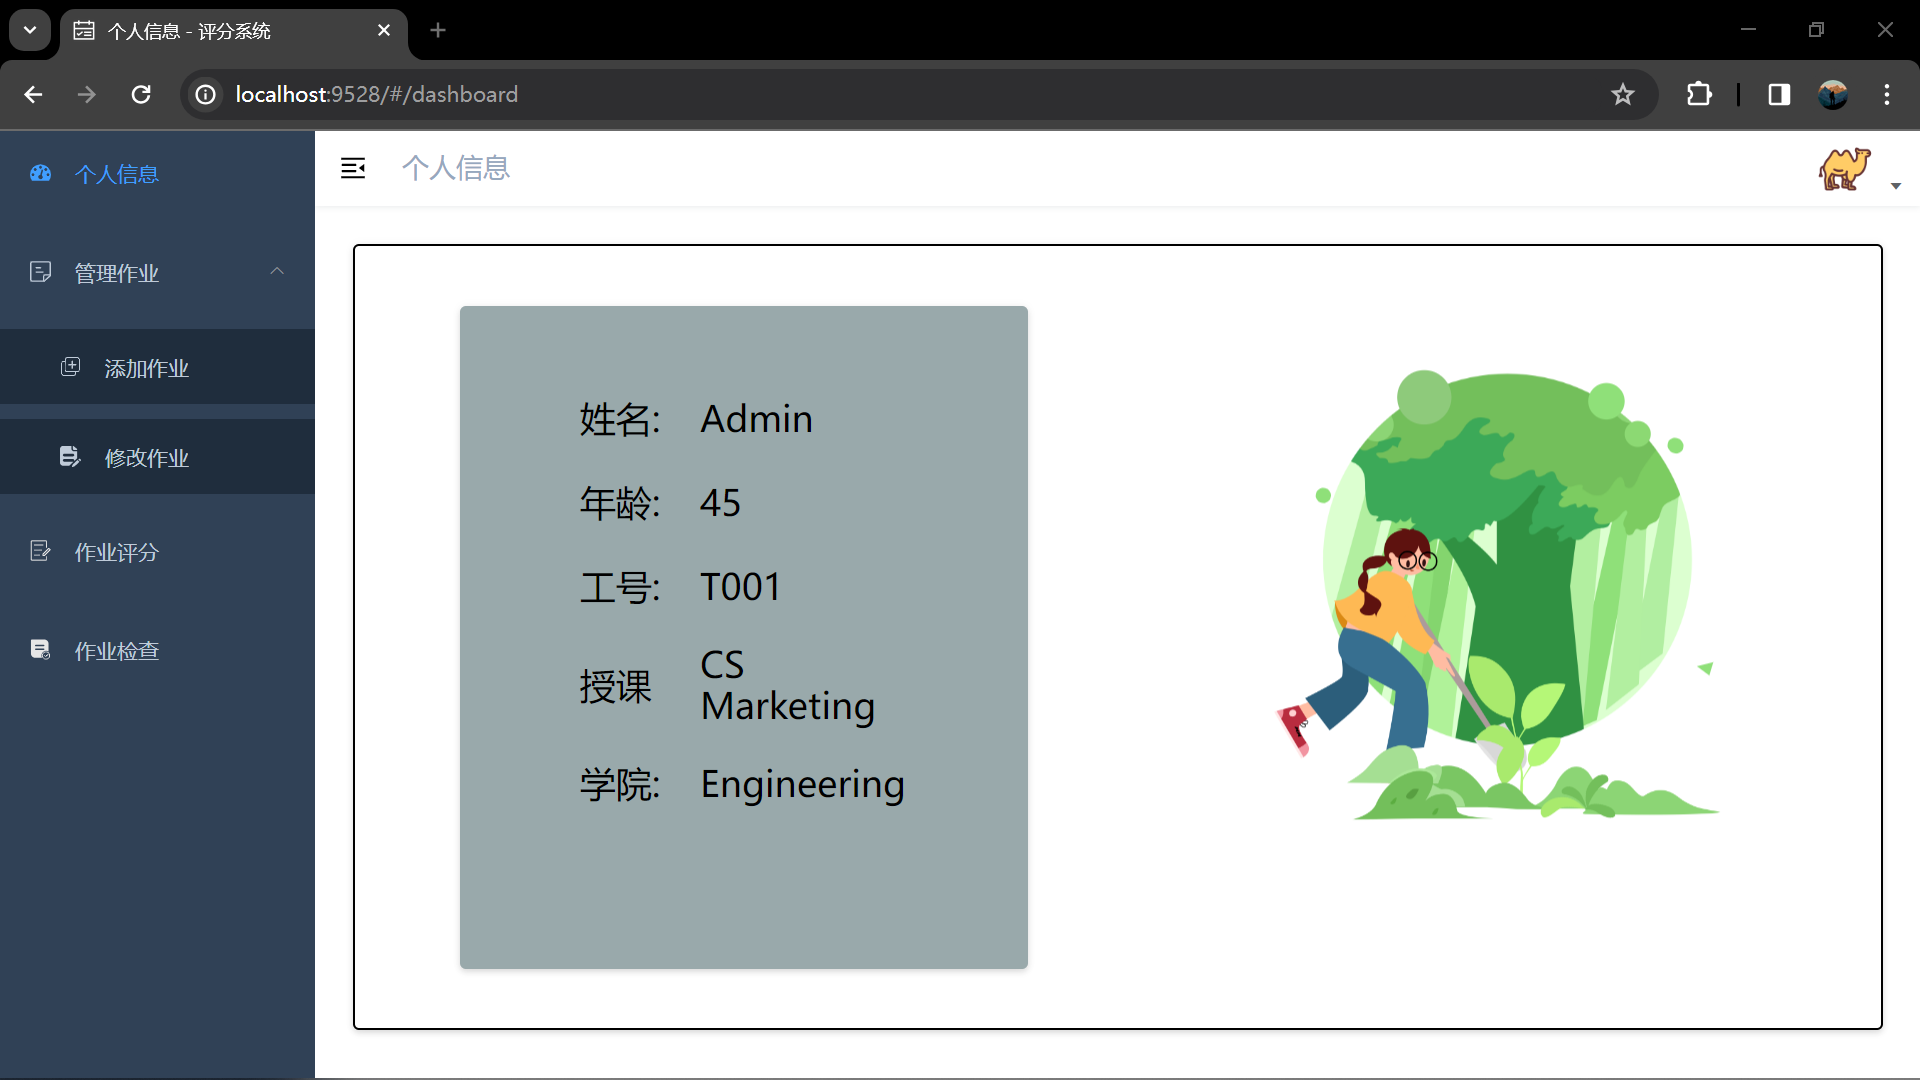 个人信息 - 评分系统
localhost:9528/#/dashboard
个人信息
管理作业
添加作业
修改作业
作业评分
作业检查
个人信息
姓名: Admin
年龄: 45
工号: T001
授课 CS
Marketing
学院: Engineering